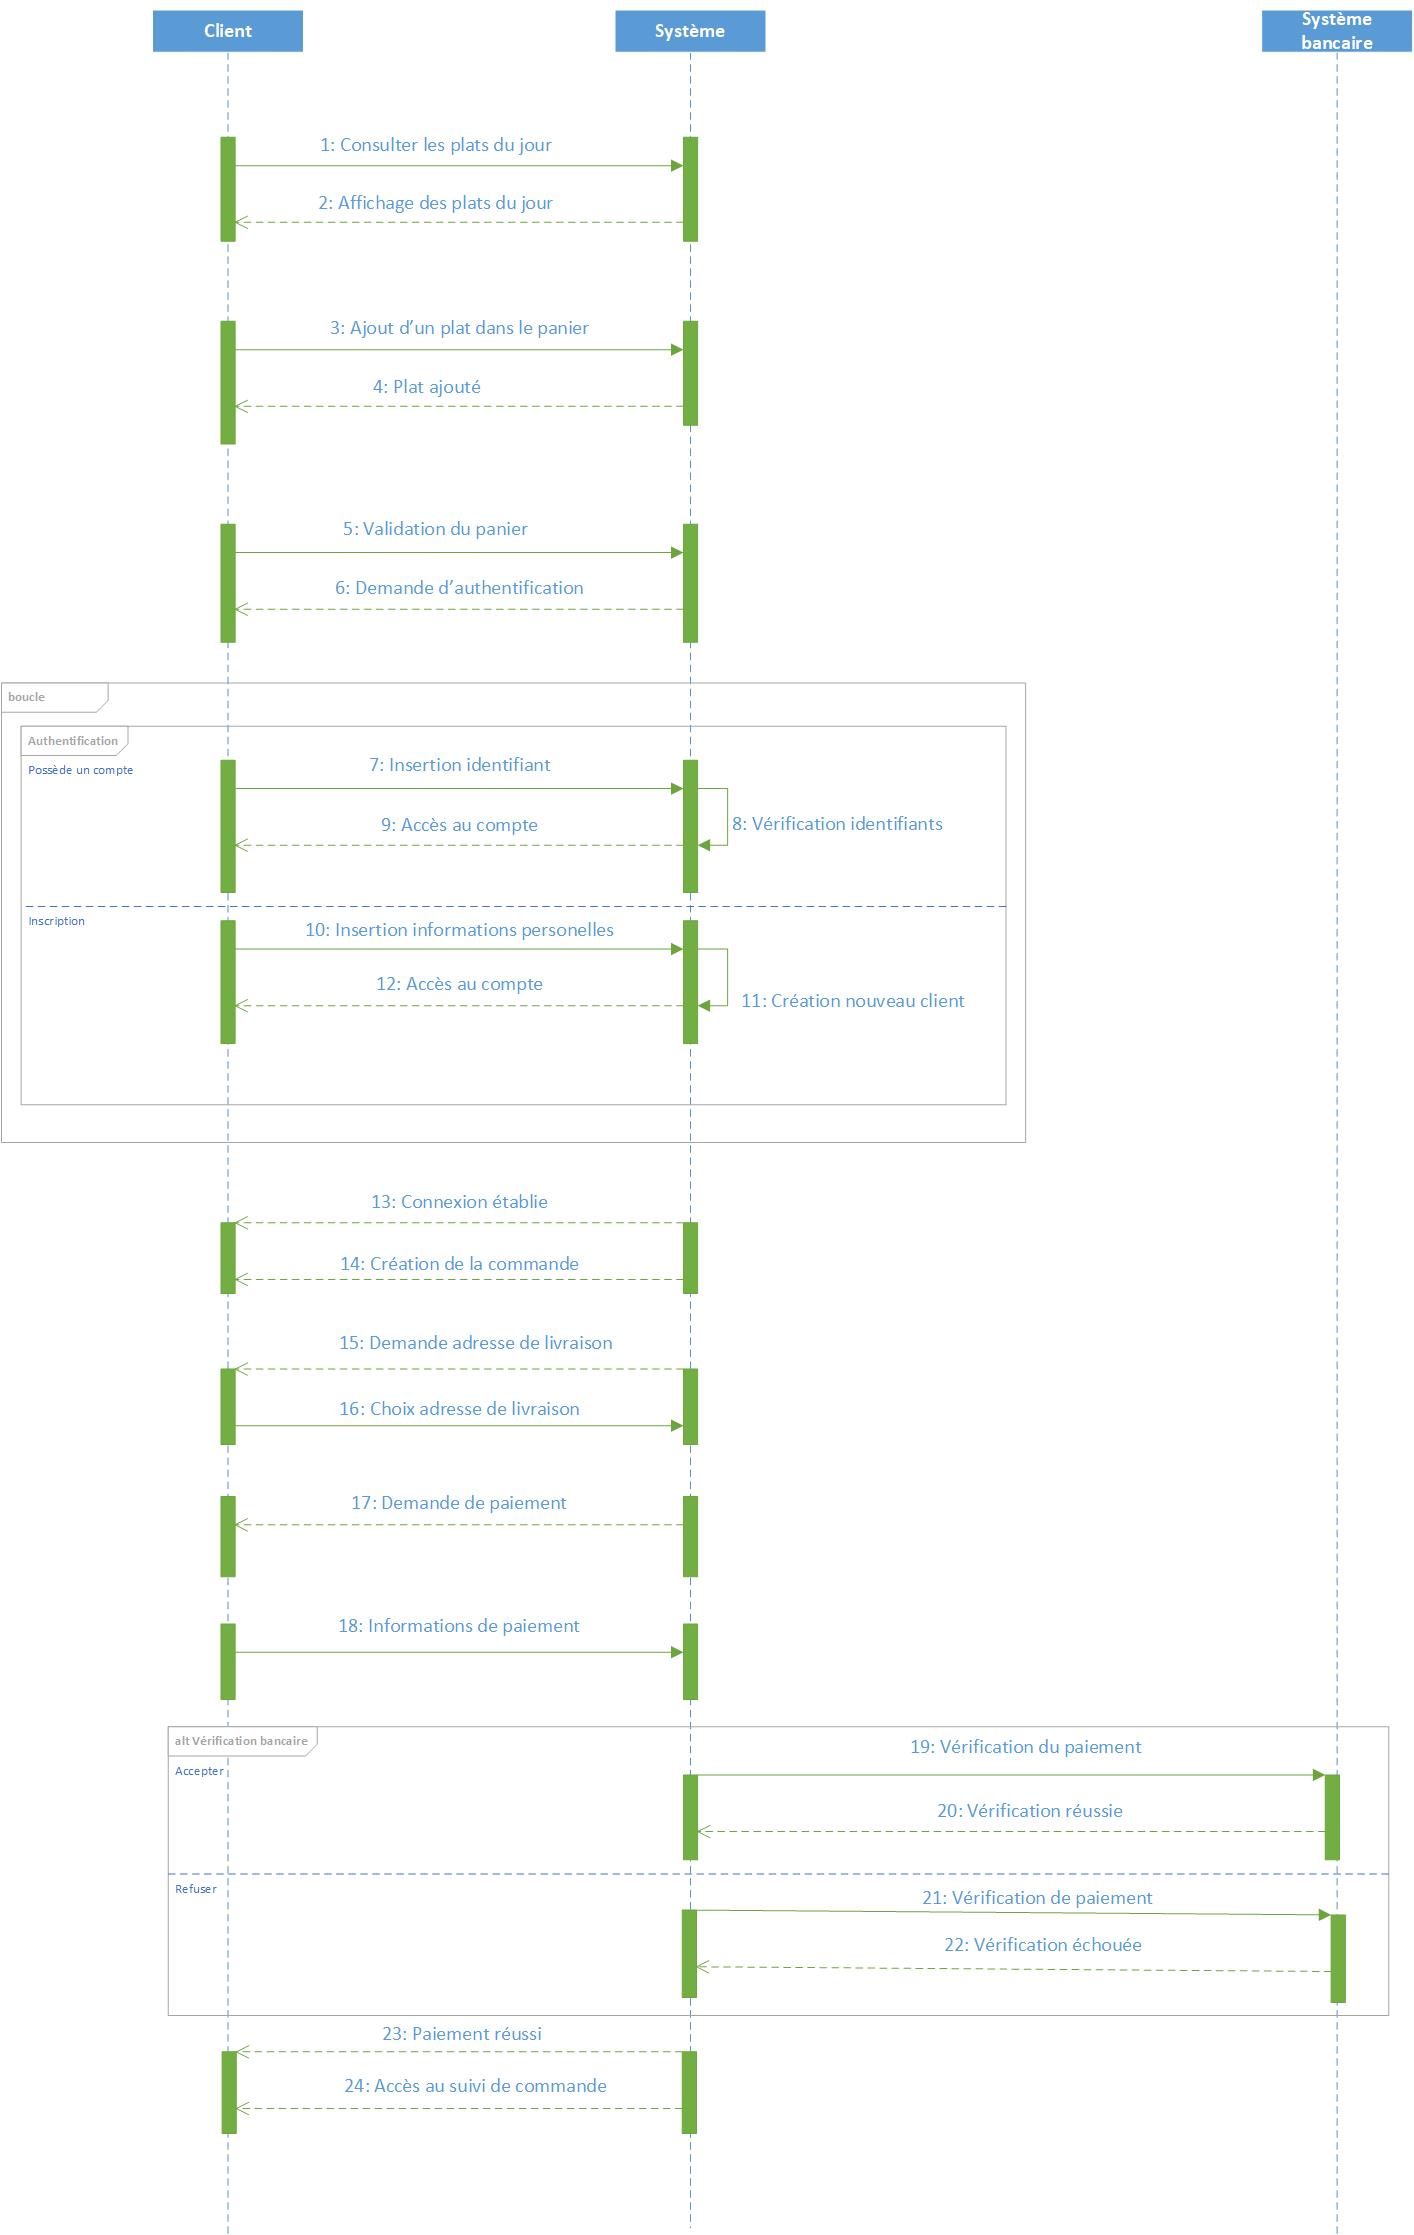 Client
Système
Système
bancaire
1: Consulter les plats du jour
2: Affichage des plats du jour
3: Ajout d’un plat dans le panier
4: Plat ajouté
5: Validation du panier
6: Demande d’authentification
boucle
Authentification
Possède un compte
7: Insertion identifiant
8: Vérification identifiants
9: Accès au compte
Inscription
10: Insertion informations personelles
12: Accès au compte
11: Création nouveau client
13: Connexion établie
14: Création de la commande
15: Demande adresse de livraison
16: Choix adresse de livraison
17: Demande de paiement
18: Informations de paiement
alt Vérification bancaire
19: Vérification du paiement
Accepter
20: Vérification réussie
Refuser
21: Vérification de paiement
22: Vérification échouée
23: Paiement réussi
24: Accès au suivi de commande